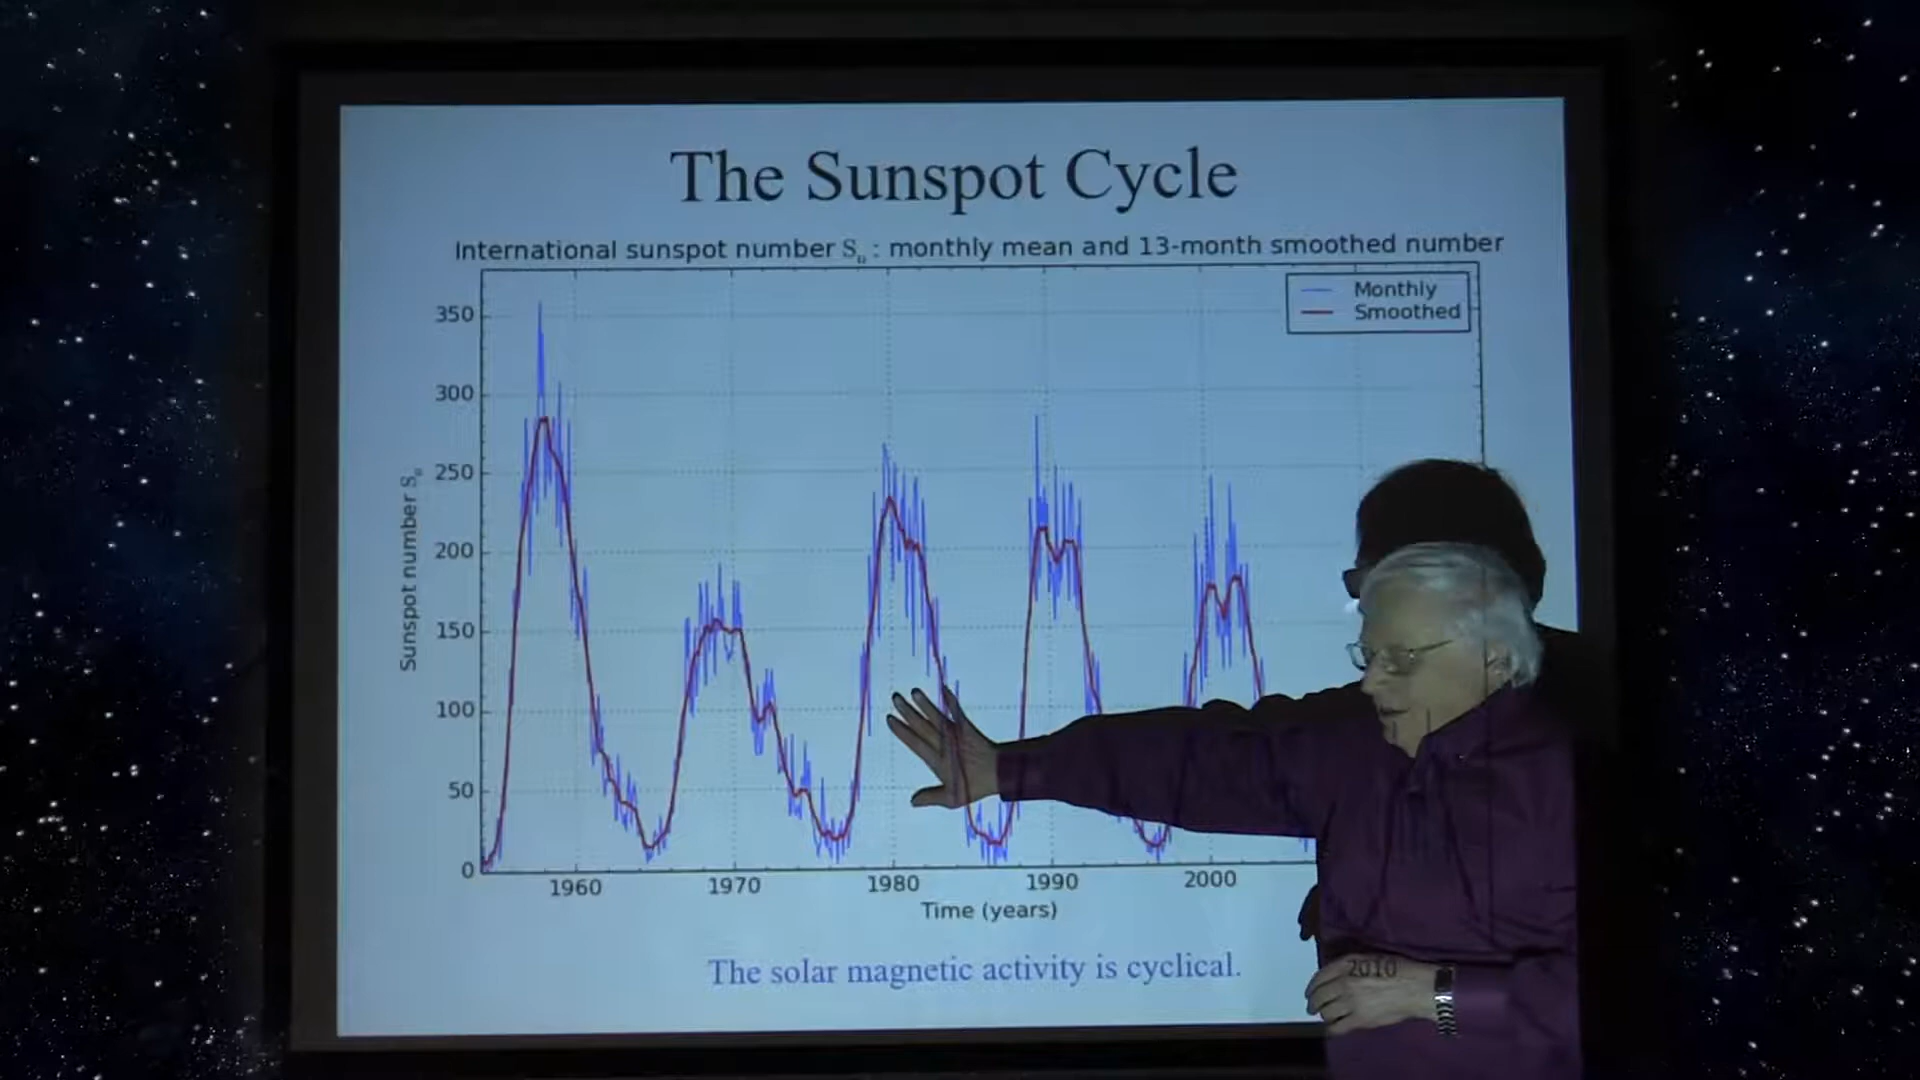 The Sunspot Cycle
International sunspot number Sn : monthly mean and 13-month smoothed number
Monthly
Smoothed
350
300
250
200
150
100
50
0
Sunspot number Sn
1960 1970 1980 1990 2000 2010
Time (years)
The solar magnetic activity is cyclical.